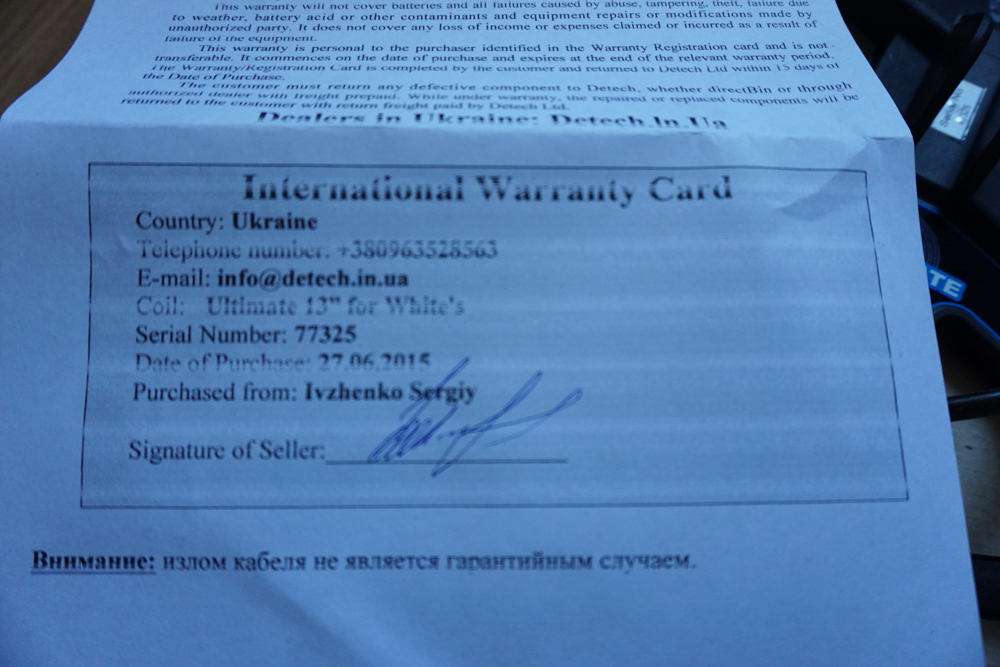 This warranty will not cover batteries and all failures caused by abuse, tampering, theft, failure due
to weather, battery acid or other contaminants and equipment repairs or modifications made by
unauthorized party. It does not cover any loss of income or expenses claimed or incurred as a result of
failure of the equipment.
This warranty is personal to the purchaser identified in the Warranty Registration card and is not
transferable. It commences on the date of purchase and expires at the end of the relevant warranty period.
The Warranty/Registration Card is completed by the customer and returned to Detech Ltd within 15 days of
the Date of Purchase.
The customer must return any defective component to Detech, whether directBin or through
authorized dealer with freight prepaid. While under warranty, the repaired or replaced components will be
returned to the customer with return freight paid by Detech Ltd.
Dealers in Ukraine: Detech.In.Ua
International Warranty Card
Country: Ukraine
Telephone number: +380963528563
E-mail: info@detech.in.ua
Coil: Ultimate 13" for White's
Serial Number: 77325
Date of Purchase: 27.06.2015
Purchased from: Ivzhenko Sergiy
Signature of Seller:
Внимание: излом кабеля не является гарантийным случаем.
TE